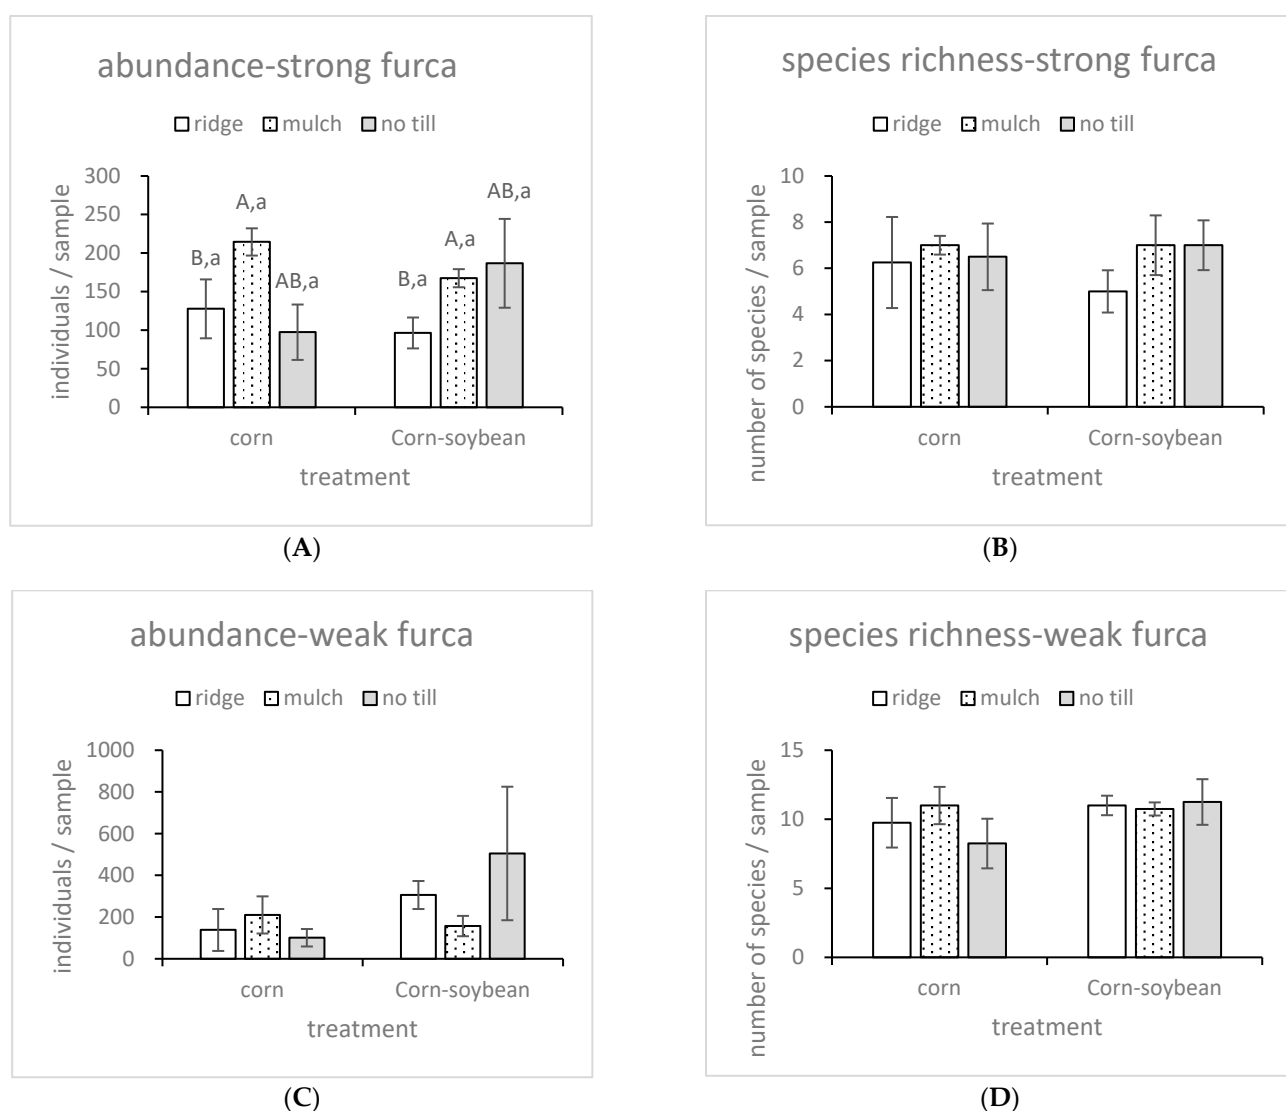 abundance-strong furca
ridge mulch no till
individuals / sample
300
250
200
150
100
50
0
B,a
A,a
AB,a
B,a
A,a
AB,a
corn Corn-soybean
treatment
(A)
species richness-strong furca
ridge mulch no till
number of species / sample
10
8
6
4
2
0
corn Corn-soybean
treatment
(B)
abundance-weak furca
ridge mulch no till
individuals / sample
1000
800
600
400
200
0
corn Corn-soybean
treatment
(C)
species richness-weak furca
ridge mulch no till
number of species / sample
15
10
5
0
corn Corn-soybean
treatment
(D)